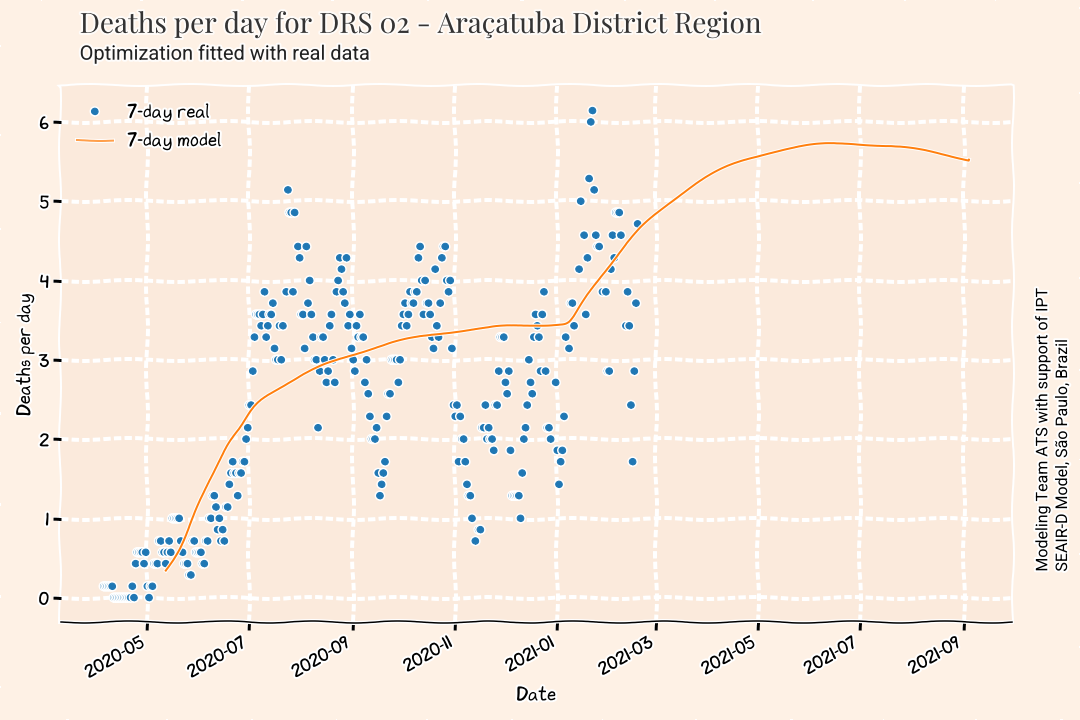 Deaths per day for DRS 02 - Araçatuba District Region
Optimization fitted with real data
7-day real
7-day model
6
5
4
3
2
1
0
Deaths per day
2020-05
2020-07
2020-09
2020-11
2021-01
2021-03
2021-05
2021-07
2021-09
Date
Modeling Team ATS with support of IPT
SEAIR-D Model, São Paulo, Brazil